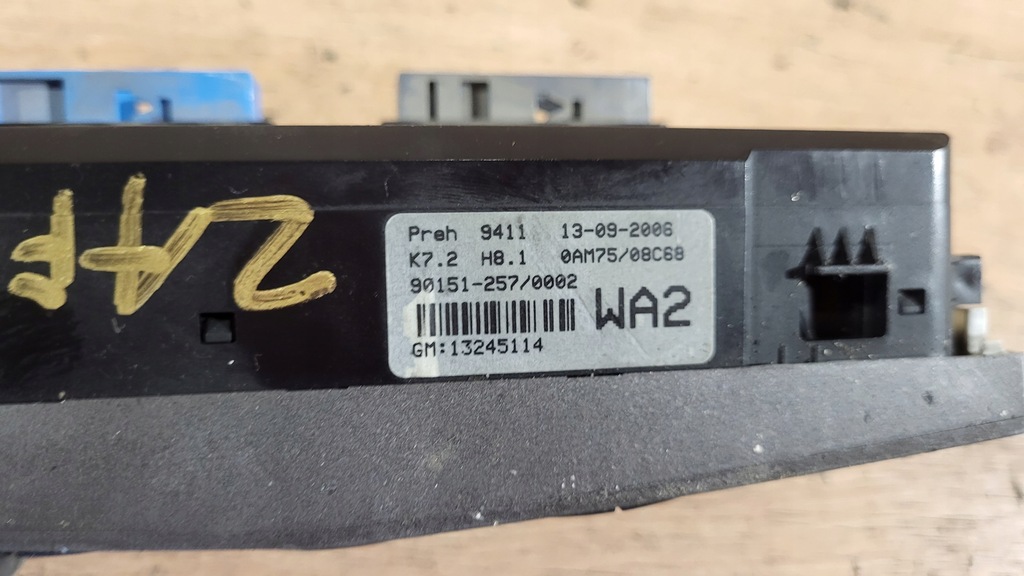 Preh 9411 13-09-2006
K7.2 H8.1 0AM75/08C68
90151-257/0002
WA2
GM:13245114